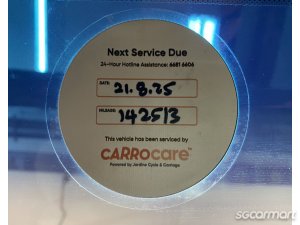 Next Service Due
24-Hour Hotline Assistance: 6681 6606
DATE: 21.8.25
MILEAGE: 142513
This vehicle has been serviced by
CARROcare™
Powered by Jardine Cycle & Carriage
sgcarmart